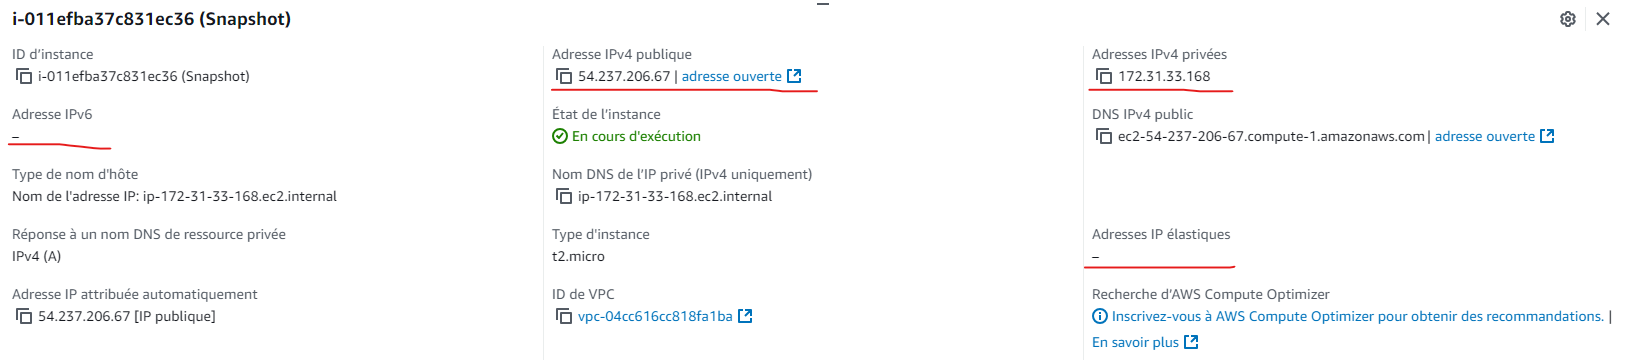 i-011efba37c831ec36 (Snapshot)
ID d'instance
i-011efba37c831ec36 (Snapshot)
Adresse IPv4 publique
54.237.206.67 | adresse ouverte
Adresses IPv4 privées
172.31.33.168
Adresse IPv6
–
État de l'instance
En cours d'exécution
DNS IPv4 public
ec2-54-237-206-67.compute-1.amazonaws.com | adresse ouverte
Type de nom d'hôte
Nom de l'adresse IP: ip-172-31-33-168.ec2.internal
Nom DNS de l'IP privé (IPv4 uniquement)
ip-172-31-33-168.ec2.internal
Réponse à un nom DNS de ressource privée
IPv4 (A)
Type d'instance
t2.micro
Adresses IP élastiques
–
Adresse IP attribuée automatiquement
54.237.206.67 [IP publique]
ID de VPC
vpc-04cc616cc818fa1ba
Recherche d'AWS Compute Optimizer
Inscrivez-vous à AWS Compute Optimizer pour obtenir des recommandations. |
En savoir plus